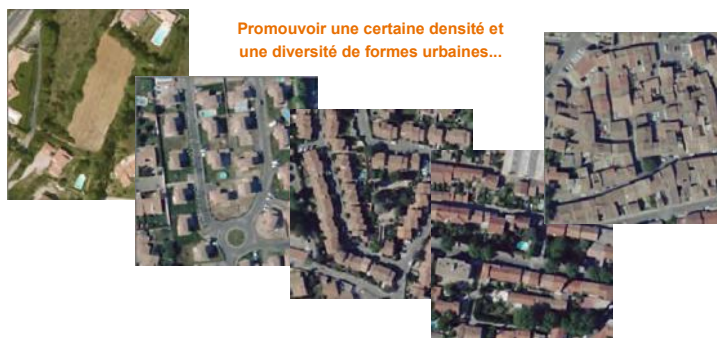 Promouvoir une certaine densité et
une diversité de formes urbaines...